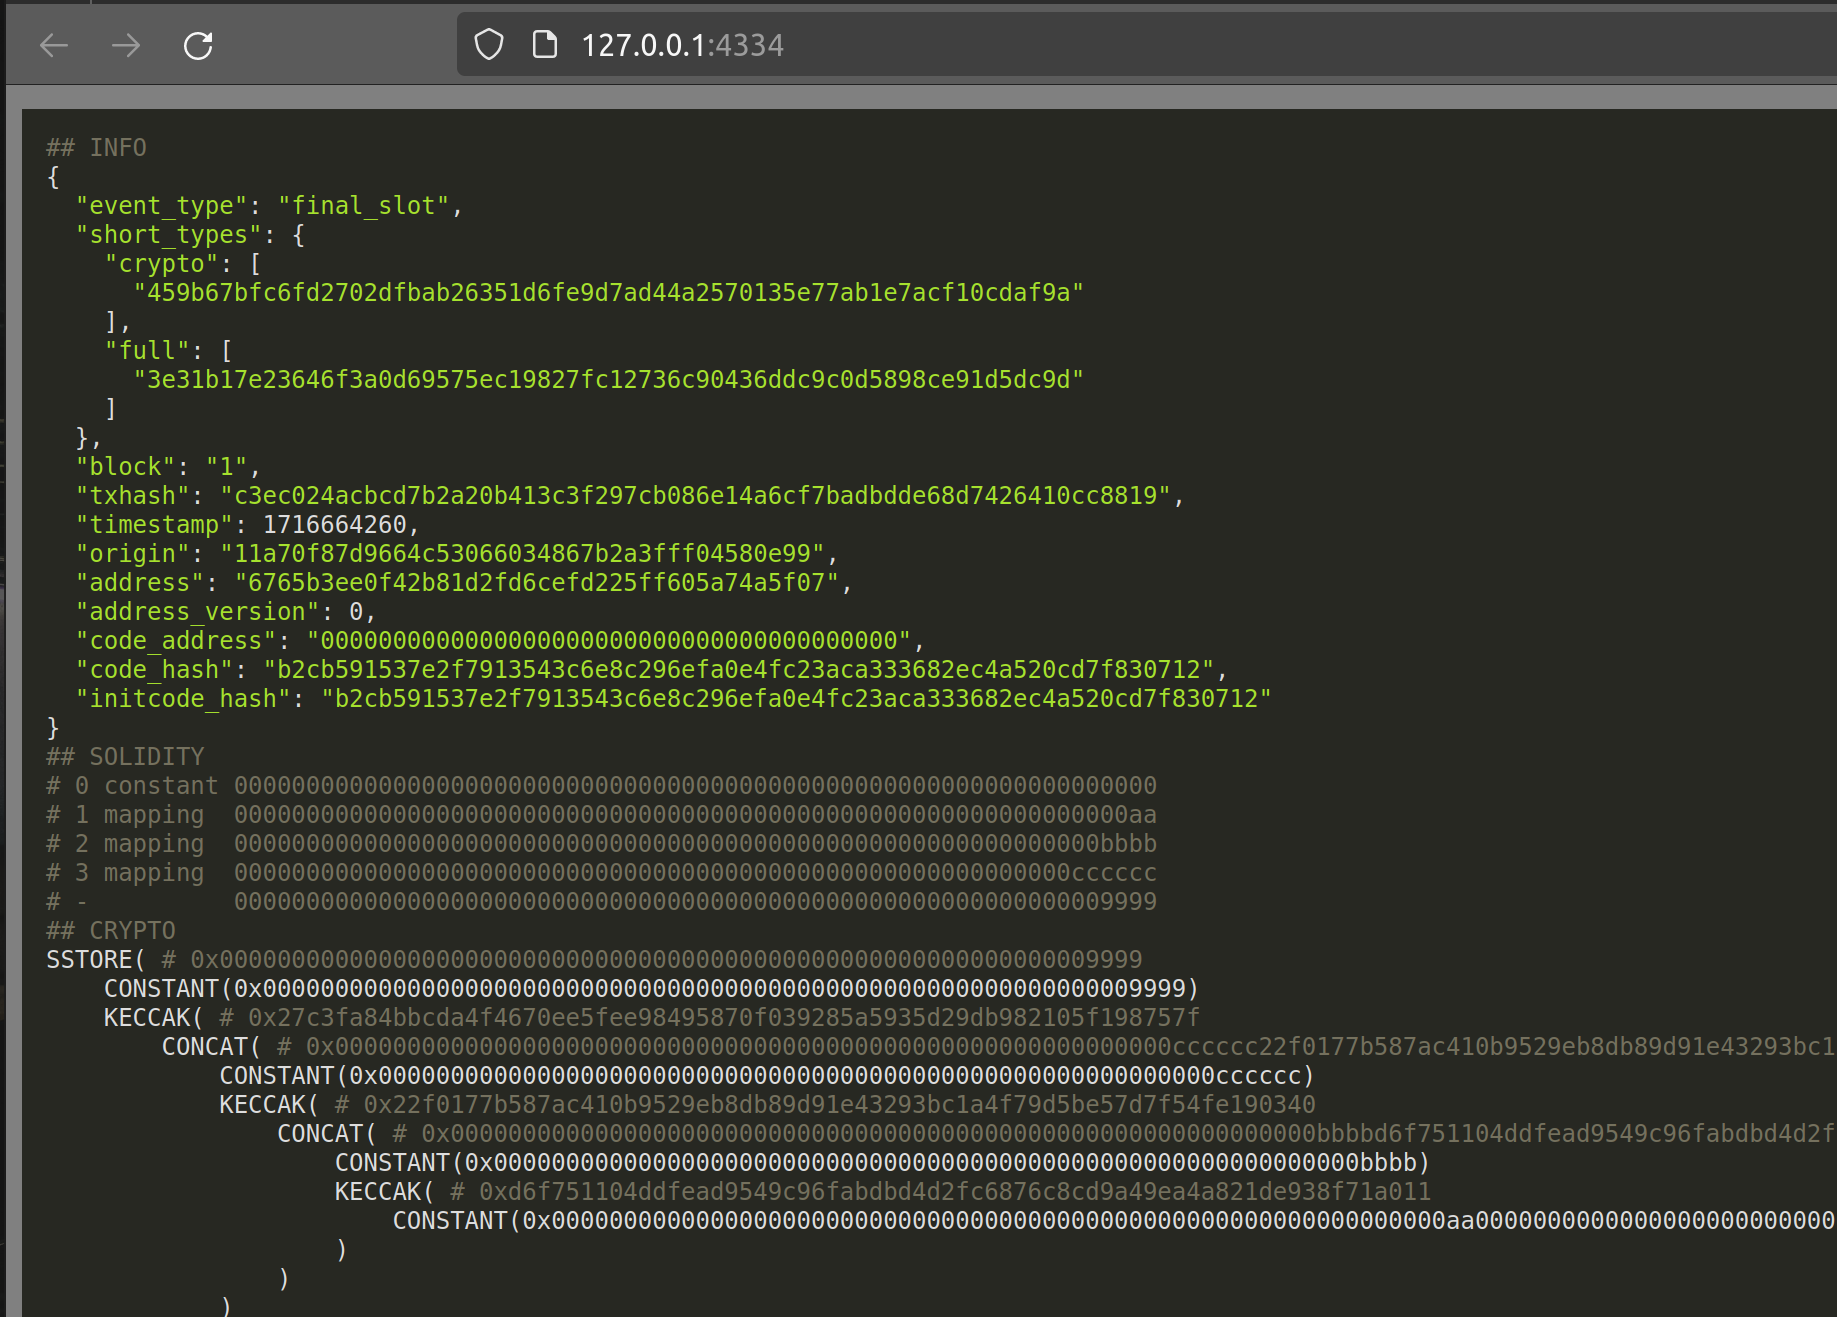 127.0.0.1:4334
## INFO
{
"event_type": "final_slot",
"short_types": {
"crypto": [
"459b67bfc6fd2702dfbab26351d6fe9d7ad44a2570135e77ab1e7acf10cdaf9a"
],
"full": [
"3e31b17e23646f3a0d69575ec19827fc12736c90436ddc9c0d5898ce91d5dc9d"
]
},
"block": "1",
"txhash": "c3ec024acbcd7b2a20b413c3f297cb086e14a6cf7badbdde68d7426410cc8819",
"timestamp": 1716664260,
"origin": "11a70f87d9664c53066034867b2a3fff04580e99",
"address": "6765b3ee0f42b81d2fd6cefd225ff605a74a5f07",
"address_version": 0,
"code_address": "0000000000000000000000000000000000000000",
"code_hash": "b2cb591537e2f7913543c6e8c296efa0e4fc23aca333682ec4a520cd7f830712",
"initcode_hash": "b2cb591537e2f7913543c6e8c296efa0e4fc23aca333682ec4a520cd7f830712"
}
## SOLIDITY
# 0 constant 0000000000000000000000000000000000000000000000000000000000000000
# 1 mapping 00000000000000000000000000000000000000000000000000000000000000aa
# 2 mapping 000000000000000000000000000000000000000000000000000000000000bbbb
# 3 mapping 0000000000000000000000000000000000000000000000000000000000cccccc
# - 0000000000000000000000000000000000000000000000000000000000009999
## CRYPTO
SSTORE( # 0x0000000000000000000000000000000000000000000000000000000000009999
CONSTANT(0x0000000000000000000000000000000000000000000000000000000000009999)
KECCAK( # 0x27c3fa84bbcda4f4670ee5fee98495870f039285a5935d29db982105f198757f
CONCAT( # 0x0000000000000000000000000000000000000000000000000000000000cccccc22f0177b587ac410b9529eb8db89d91e43293bc1
CONSTANT(0x0000000000000000000000000000000000000000000000000000000000cccccc)
KECCAK( # 0x22f0177b587ac410b9529eb8db89d91e43293bc1a4f79d5be57d7f54fe190340
CONCAT( # 0x000000000000000000000000000000000000000000000000000000000000bbbbd6f751104ddfead9549c96fabdbd4d2f
CONSTANT(0x000000000000000000000000000000000000000000000000000000000000bbbb)
KECCAK( # 0xd6f751104ddfead9549c96fabdbd4d2fc6876c8cd9a49ea4a821de938f71a011
CONSTANT(0x00000000000000000000000000000000000000000000000000000000000000aa0000000000000000000000000
)
)
)